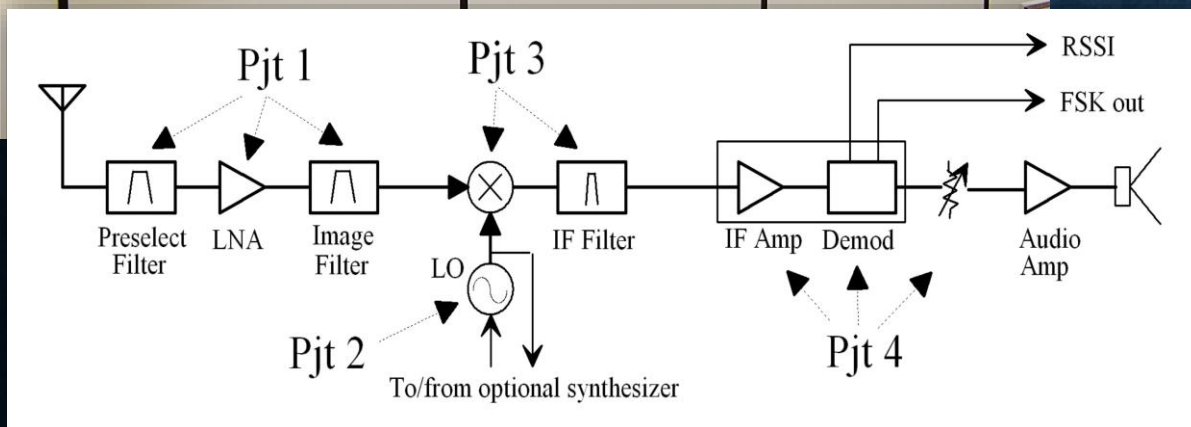 Pjt 1
Pjt 3
RSSI
FSK out
Preselect
Filter
LNA
Image
Filter
LO
IF Filter
IF Amp
Demod
Audio
Amp
Pjt 2
Pjt 4
To/from optional synthesizer